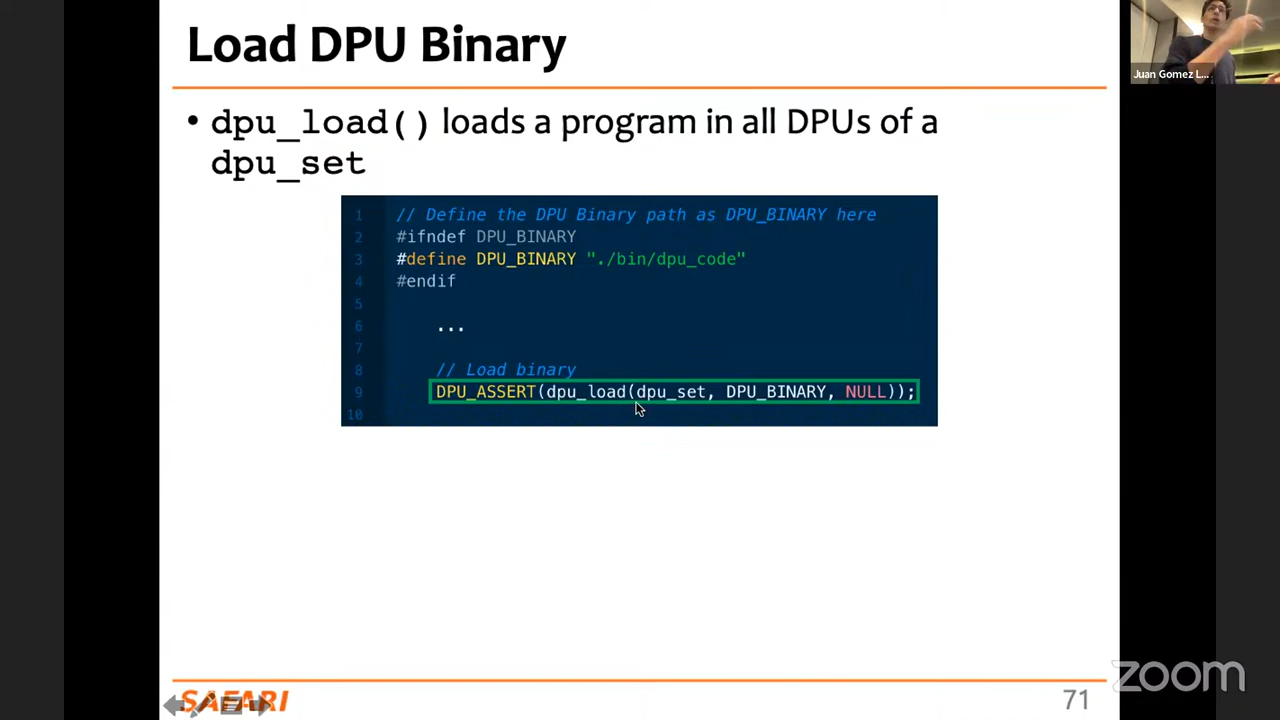 Load DPU Binary
Juan Gomez L...
• dpu_load() loads a program in all DPUs of a
dpu_set
1 // Define the DPU Binary path as DPU_BINARY here
2 #ifndef DPU_BINARY
3 #define DPU_BINARY "./bin/dpu_code"
4 #endif
5
6 ...
7
8 // Load binary
9 DPU_ASSERT(dpu_load(dpu_set, DPU_BINARY, NULL));
10
SAFARI
71
zoom